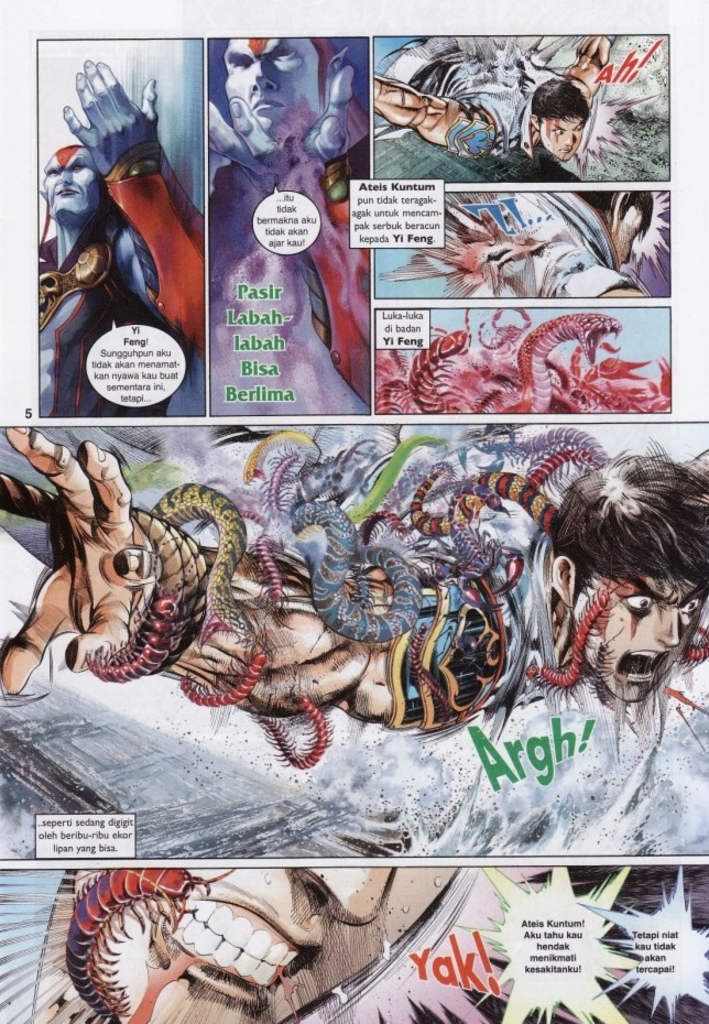 Yi
Feng!
Sungguhpun aku
tidak akan menamat-
kan nyawa kau buat
sementara ini,
tetapi...
...itu
tidak
bermakna aku
tidak akan
ajar kau!
Pasir
Labah-
labah
Bisa
Berlima
Ah!
Ateis Kuntum
pun tidak teragak-
agak untuk mencam-
pak serbuk beracun
kepada Yi Feng.
TI...
Luka-luka
di badan
Yi Feng
5
Argh!
..seperti sedang digigit
oleh beribu-ribu ekor
lipan yang bisa.
Yak!
Ateis Kuntum!
Aku tahu kau
hendak
menikmati
kesakitanku!
Tetapi niat
kau tidak
akan
tercapai!